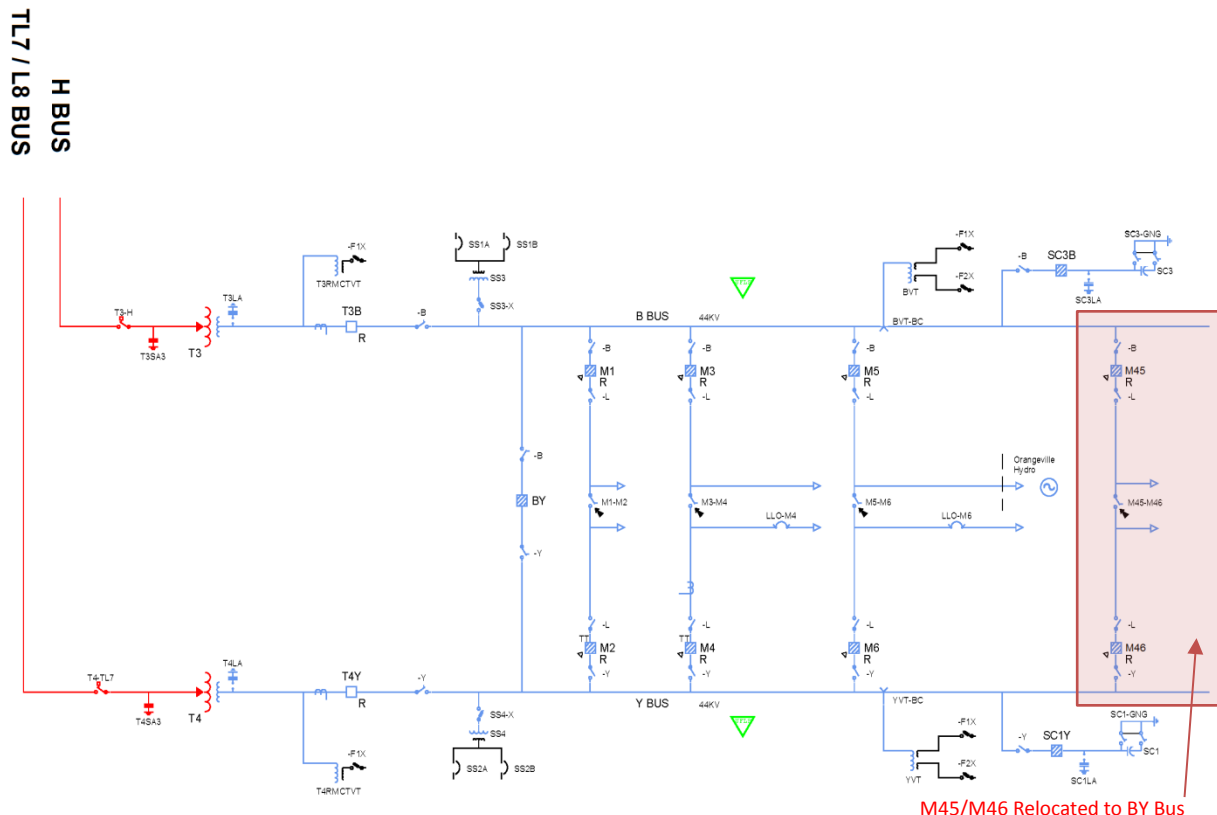 TL7 / L8 BUS
H BUS
-F1X
T3RMCTVT
T3LA
T3-H
T3SA3
T3
T3B
R
-B
SS1A
SS1B
SS3
SS3-X
B BUS
44KV
BVT
-F1X
-F2X
BVT-BC
-B
SC3B
SC3LA
SC3-GNG
SC3
-B
M1
R
-L
-B
M3
R
-L
-B
M5
R
-L
-B
M45
R
-L
-B
BY
-Y
M1-M2
M3-M4
LLO-M4
M5-M6
LLO-M6
Orangeville
Hydro
M45-M46
-L
TT
M2
R
-Y
-L
TT
M4
R
-Y
-L
M6
R
-Y
-L
M46
R
-Y
T4-TL7
T4SA3
T4
T4LA
T4Y
R
-Y
-F1X
T4RMCTVT
SS4-X
SS4
SS2A
SS2B
Y BUS
44KV
YVT-BC
YVT
-F1X
-F2X
-Y
SC1Y
SC1LA
SC1-GNG
SC1
M45/M46 Relocated to BY Bus